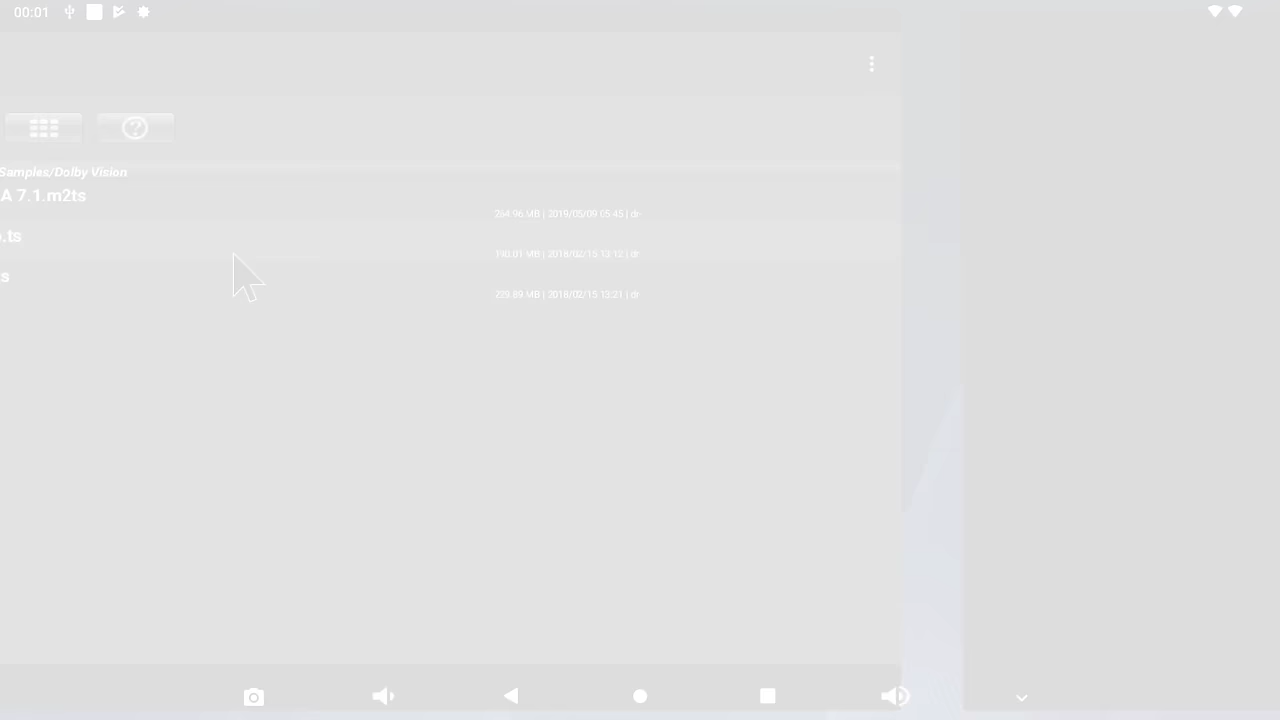 00:01
Samples/Dolby Vision
A 7.1.m2ts
264.96 MB | 2019/05/09 05:45 | dr
.ts
190.01 MB | 2018/02/15 13:12 | dr
s
229.89 MB | 2018/02/15 13:21 | dr